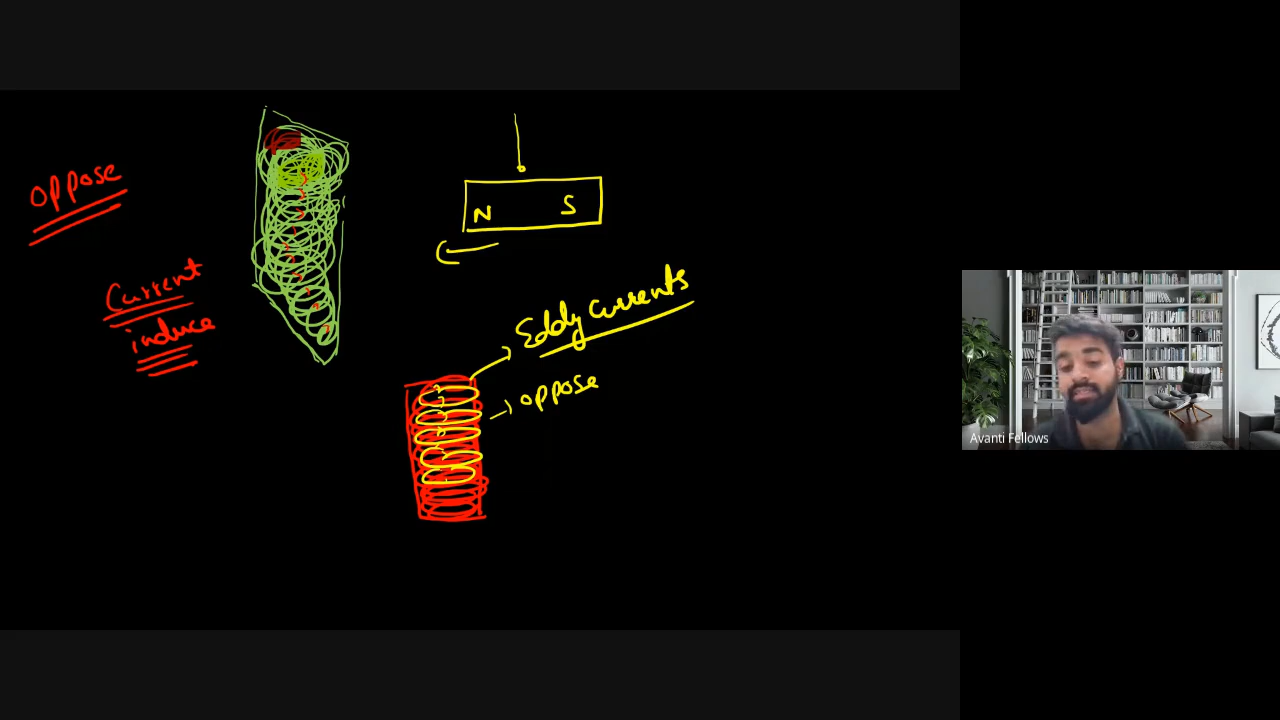 oppose
Current
induce
N S
Eddy Currents
→ oppose
Avanti Fellows